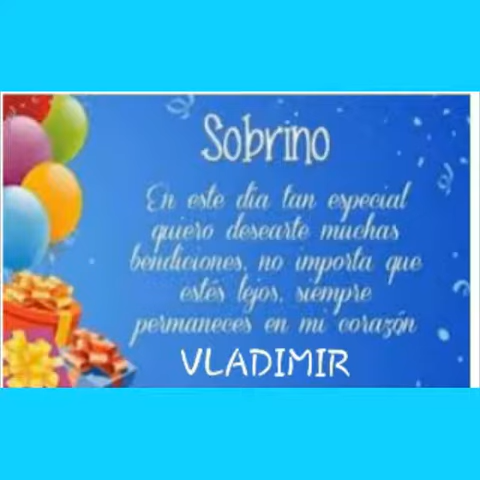 Sobrino
En este día tan especial
quiero desearte muchas
bendiciones, no importa que
estés lejos, siempre
permaneces en mi corazón
VLADIMIR